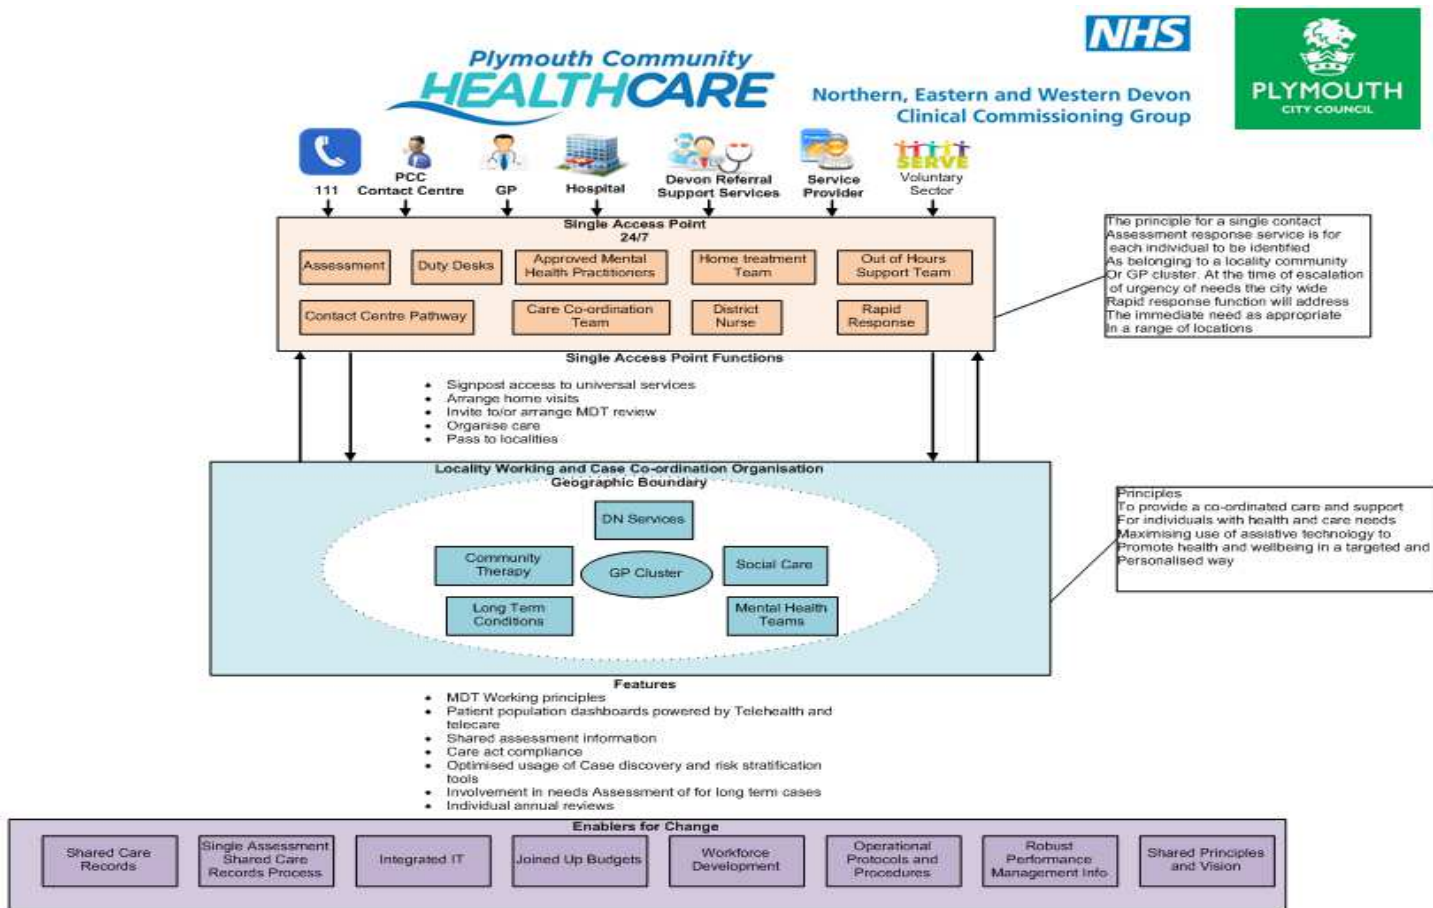 NHS
Plymouth Community
HEALTHCARE
Northern, Eastern and Western Devon
Clinical Commissioning Group
PLYMOUTH
CITY COUNCIL
111
PCC
Contact Centre
GP
Hospital
Devon Referral
Support Services
Service
Provider
SERVE
Voluntary
Sector
Single Access Point
24/7
Assessment
Duty Desks
Approved Mental
Health Practitioners
Home treatment
Team
Out of Hours
Support Team
Contact Centre Pathway
Care Co-ordination
Team
District
Nurse
Rapid
Response
The principle for a single contact
Assessment response service is for
each individual to be identified
As belonging to a locality community
Or GP cluster. At the time of escalation
of urgency of needs the city wide
Rapid response function will address
The immediate need as appropriate
In a range of locations
Single Access Point Functions
• Signpost access to universal services
• Arrange home visits
• Invite to/or arrange MDT review
• Organise care
• Pass to localities
Locality Working and Case Co-ordination Organisation
Geographic Boundary
DN Services
Community
Therapy
GP Cluster
Social Care
Long Term
Conditions
Mental Health
Teams
Principles
To provide a co-ordinated care and support
For individuals with health and care needs
Maximising use of assistive technology to
Promote health and wellbeing in a targeted and
Personalised way
Features
• MDT Working principles
• Patient population dashboards powered by Telehealth and
telecare
• Shared assessment information
• Care act compliance
• Optimised usage of Case discovery and risk stratification
tools
• Involvement in needs Assessment of for long term cases
• Individual annual reviews
Enablers for Change
Shared Care
Records
Single Assessment
Shared Care
Records Process
Integrated IT
Joined Up Budgets
Workforce
Development
Operational
Protocols and
Procedures
Robust
Performance
Management Info
Shared Principles
and Vision